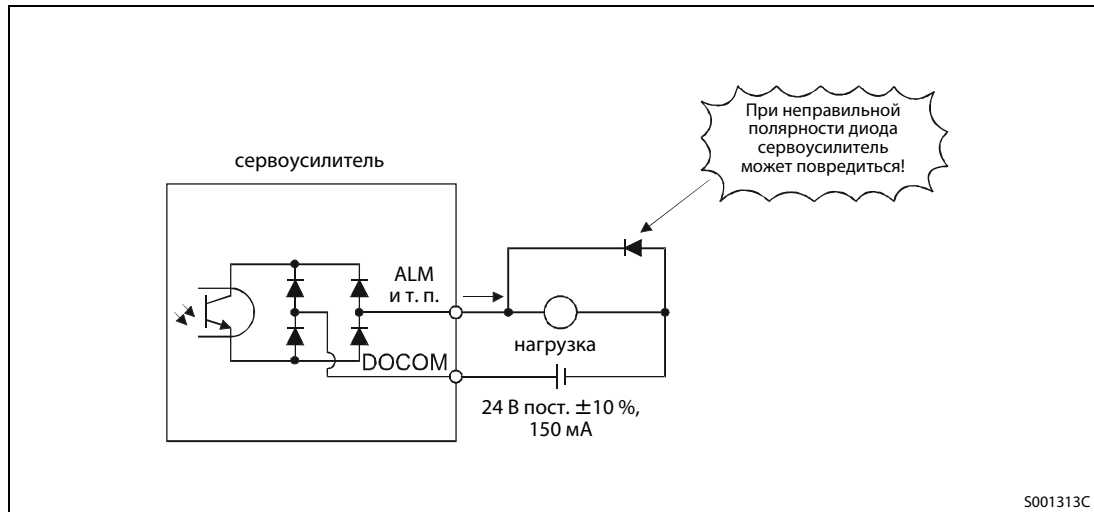 При неправильной
полярности диода
сервоусилитель
может повредиться!
сервоусилитель
ALM
и т. п.
нагрузка
DOCOM
24 В пост. ±10 %,
150 мА
S001313C